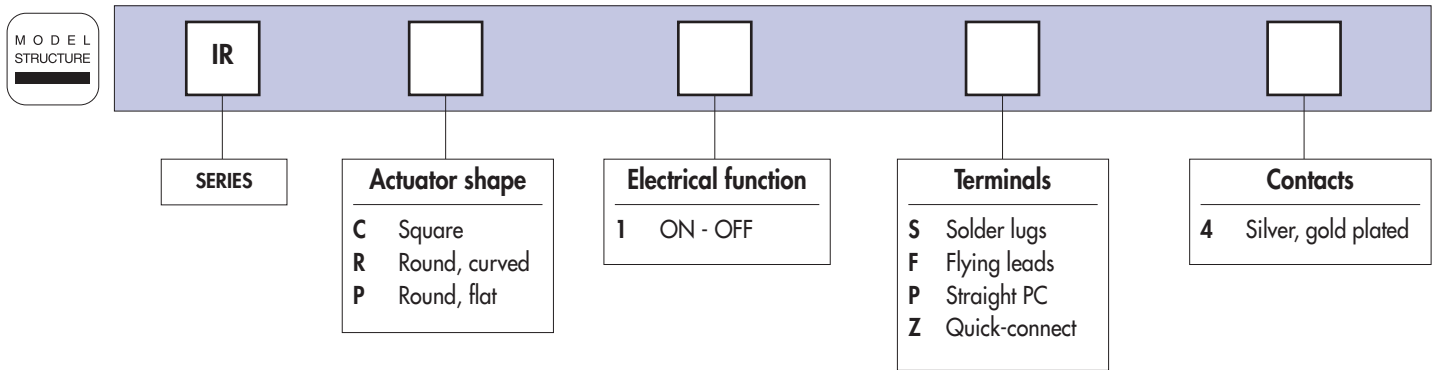 MODEL
STRUCTURE
IR
SERIES
Actuator shape
C Square
R Round, curved
P Round, flat
Electrical function
1 ON - OFF
Terminals
S Solder lugs
F Flying leads
P Straight PC
Z Quick-connect
Contacts
4 Silver, gold plated